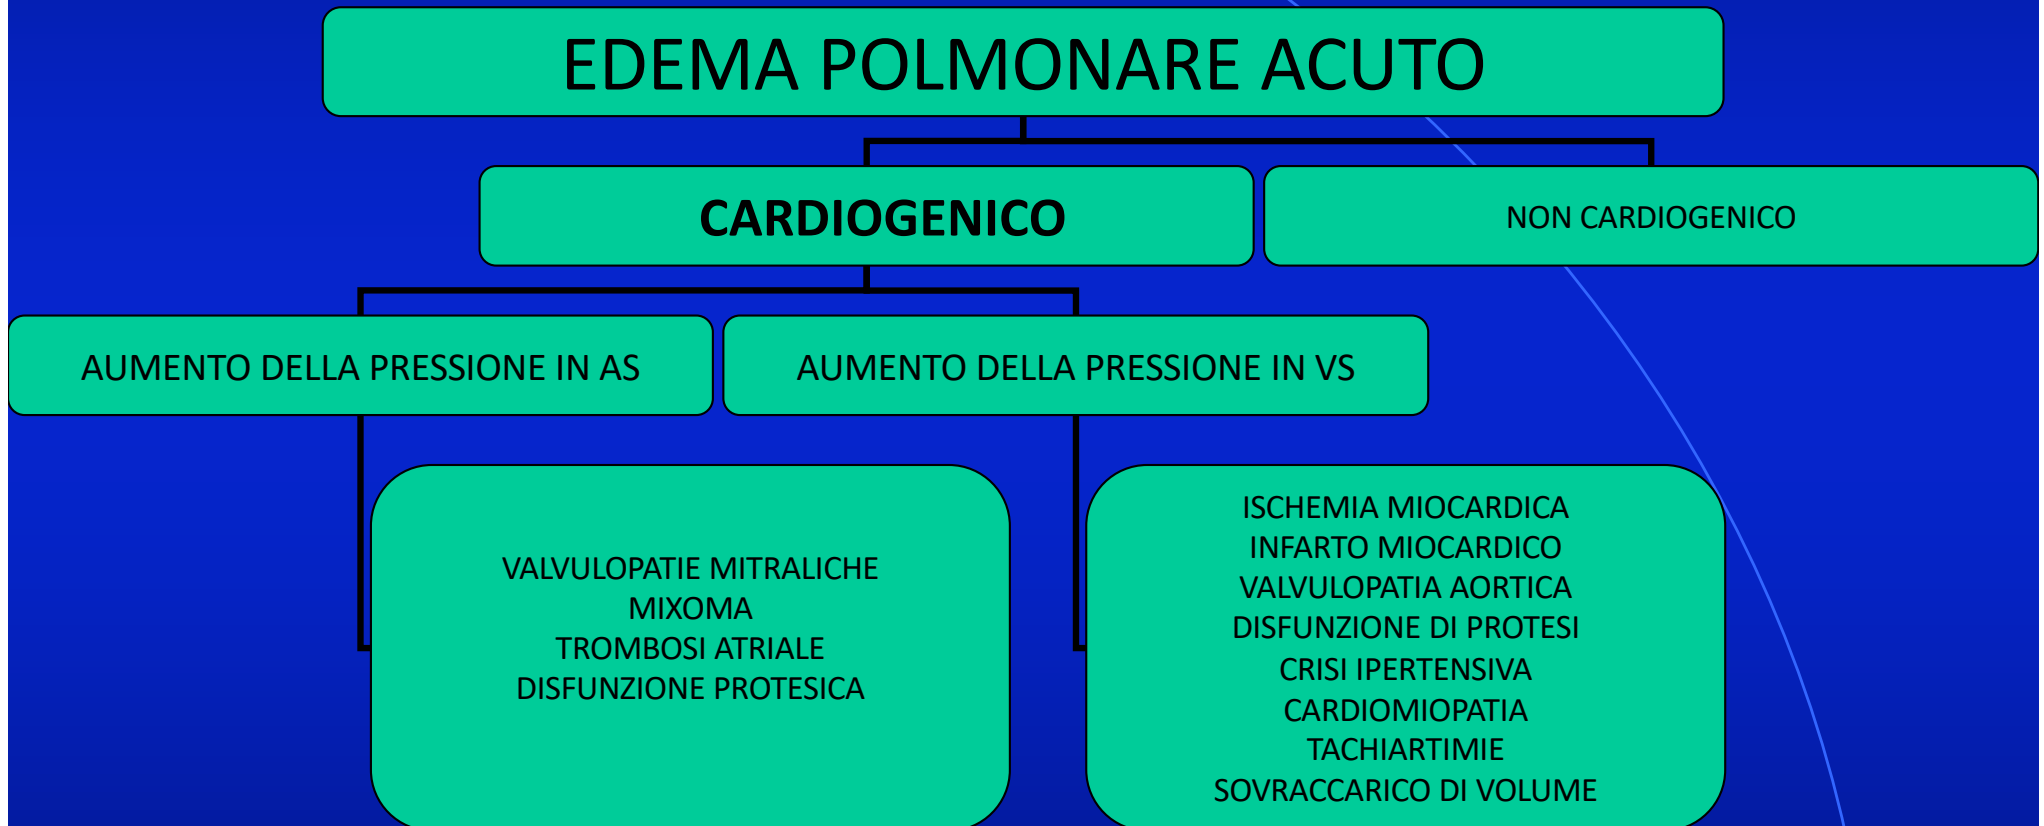 EDEMA POLMONARE ACUTO
CARDIOGENICO
NON CARDIOGENICO
AUMENTO DELLA PRESSIONE IN AS
AUMENTO DELLA PRESSIONE IN VS
VALVULOPATIE MITRALICHE
MIXOMA
TROMBOSI ATRIALE
DISFUNZIONE PROTESICA
ISCHEMIA MIOCARDICA
INFARTO MIOCARDICO
VALVULOPATIA AORTICA
DISFUNZIONE DI PROTESI
CRISI IPERTENSIVA
CARDIOMIOPATIA
TACHIARTIMIE
SOVRACCARICO DI VOLUME